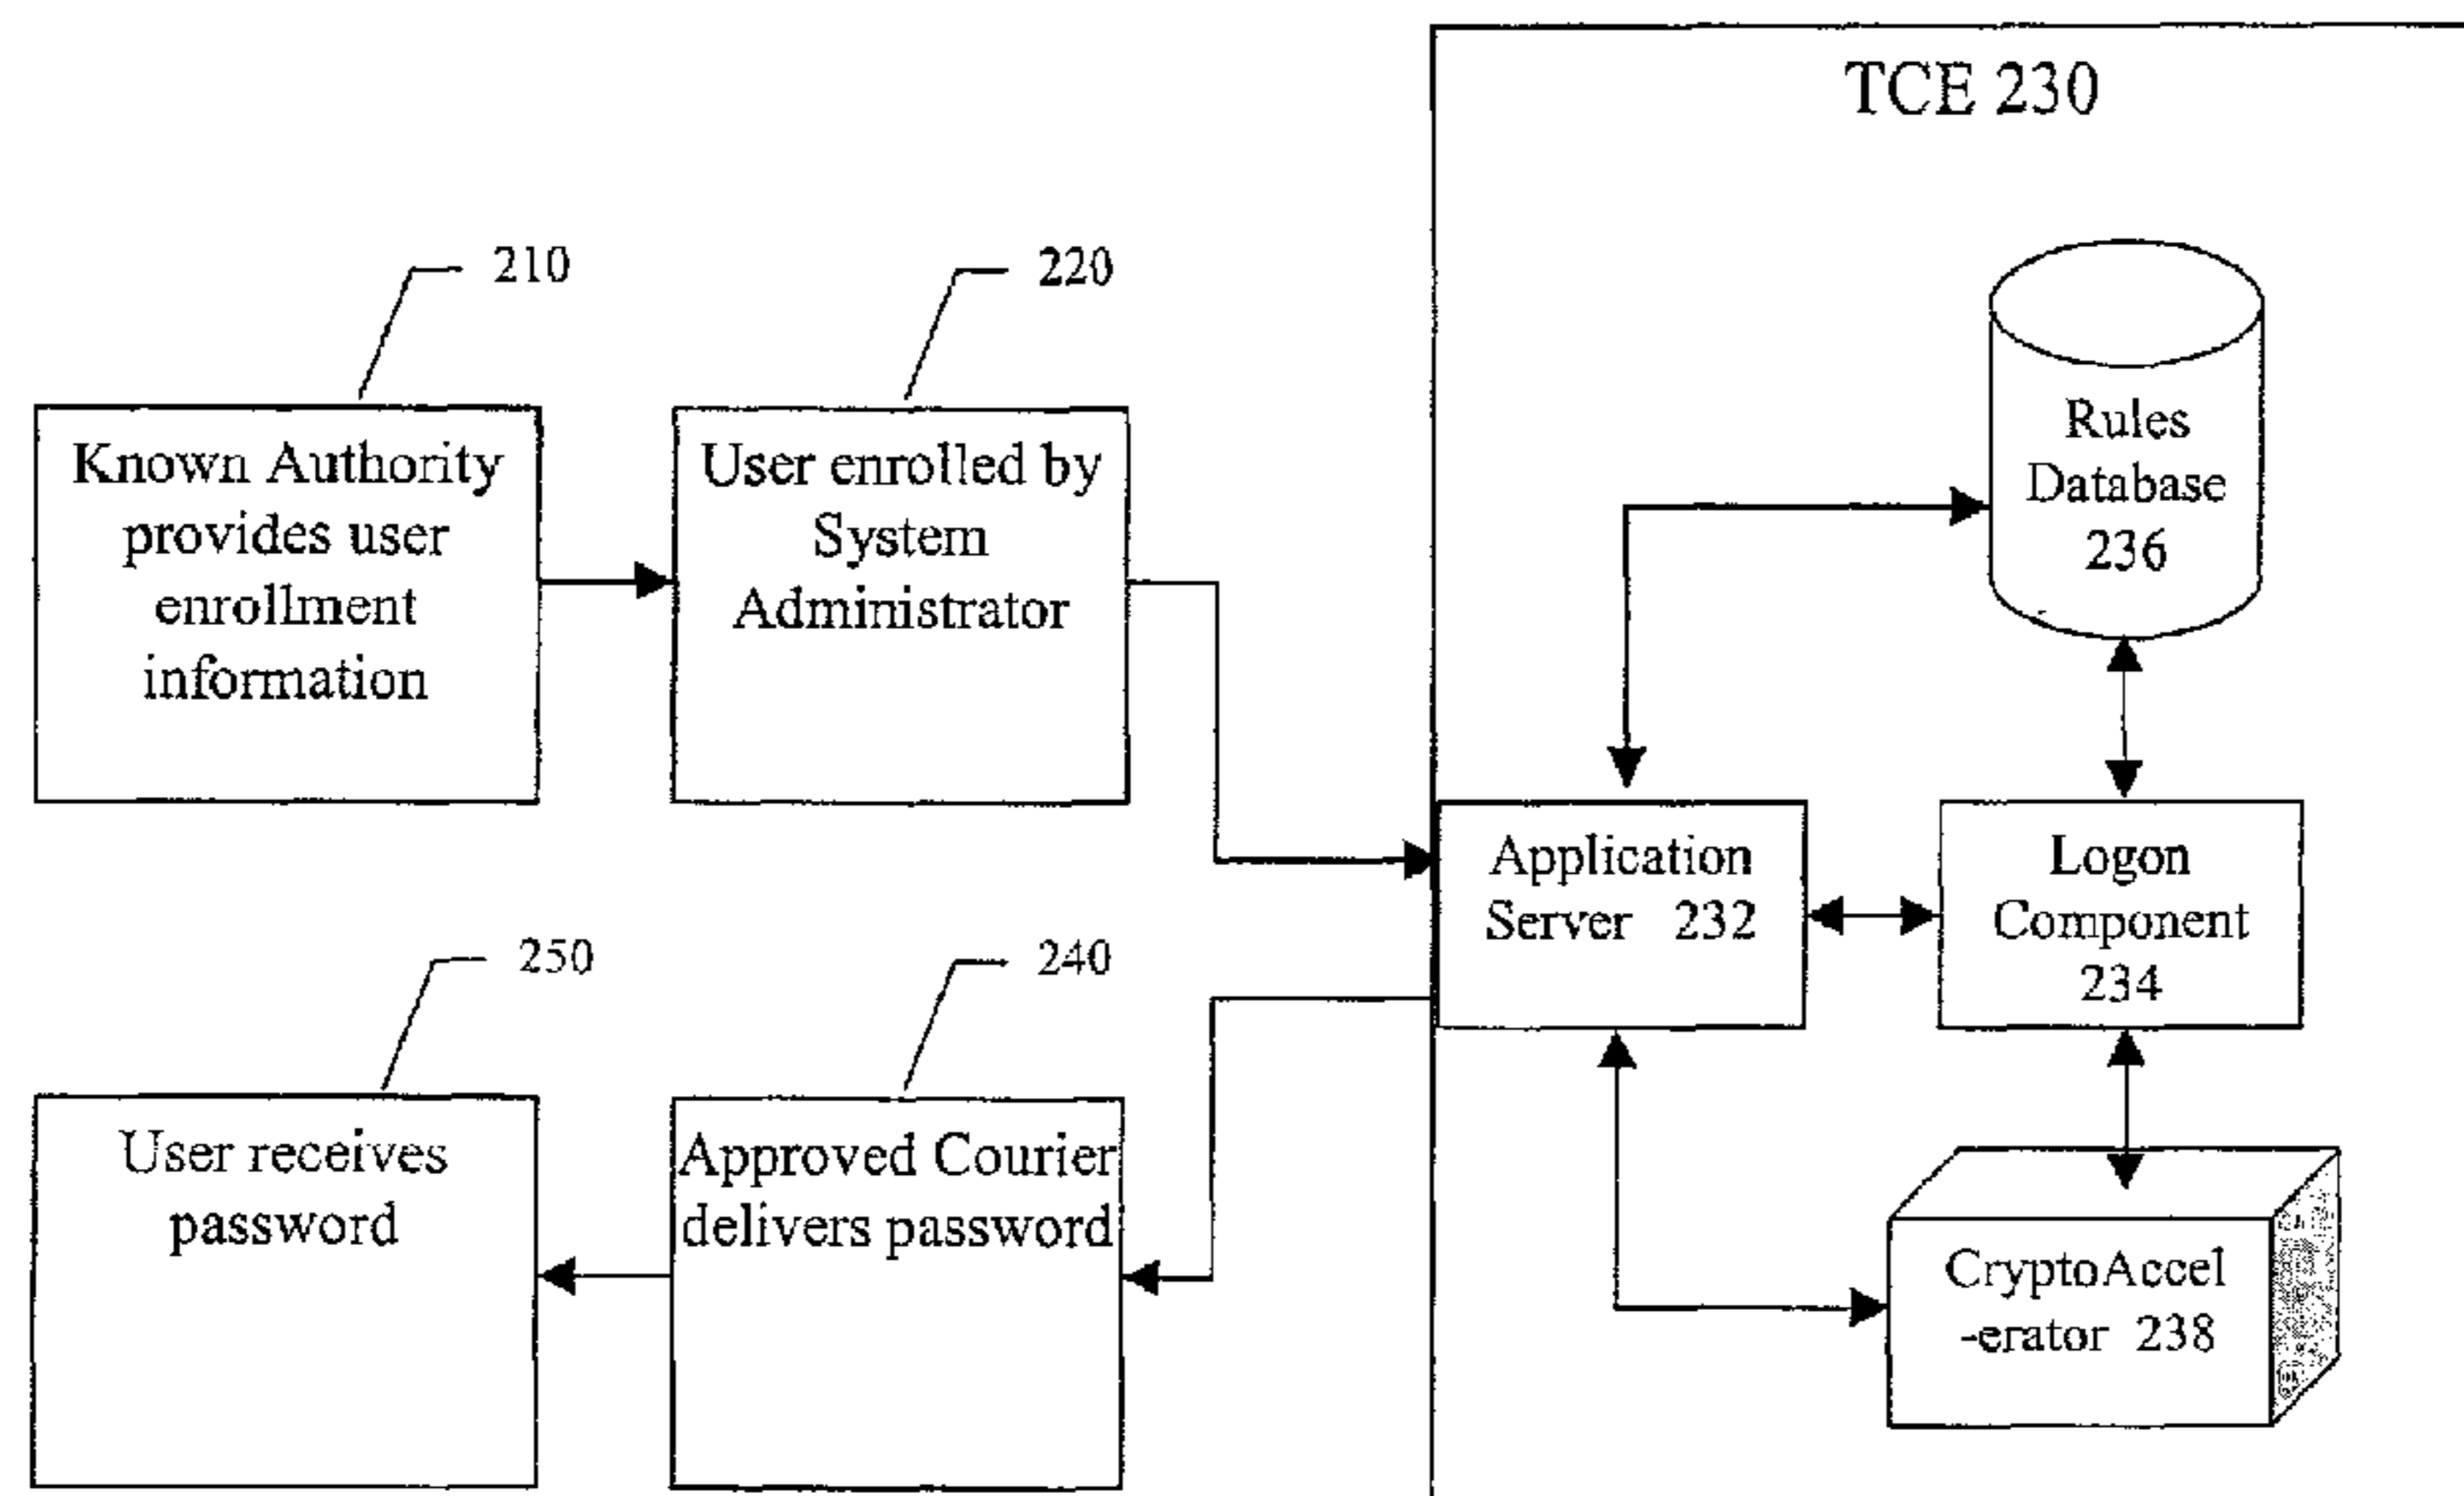 TCE 230
210
220
Known Authority
provides user
enrollment
information
User enrolled by
System
Administrator
Rules
Database
236
Application
Server 232
Logon
Component
234
250
240
User receives
password
Approved Courier
delivers password
CryptoAccel
-erator 238